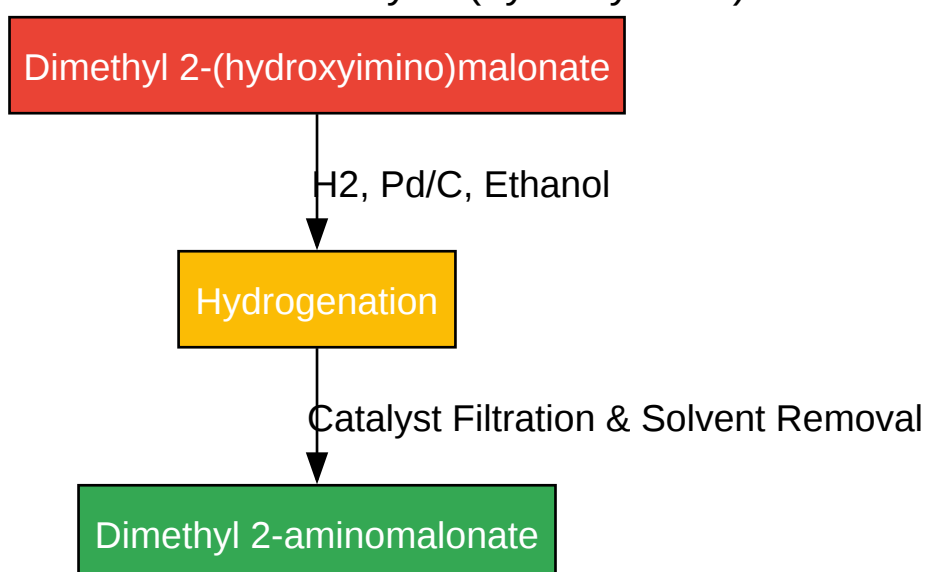 Dimethyl 2-(hydroxyimino)malonate
H2, Pd/C, Ethanol
Hydrogenation
Catalyst Filtration & Solvent Removal
Dimethyl 2-aminomalonate